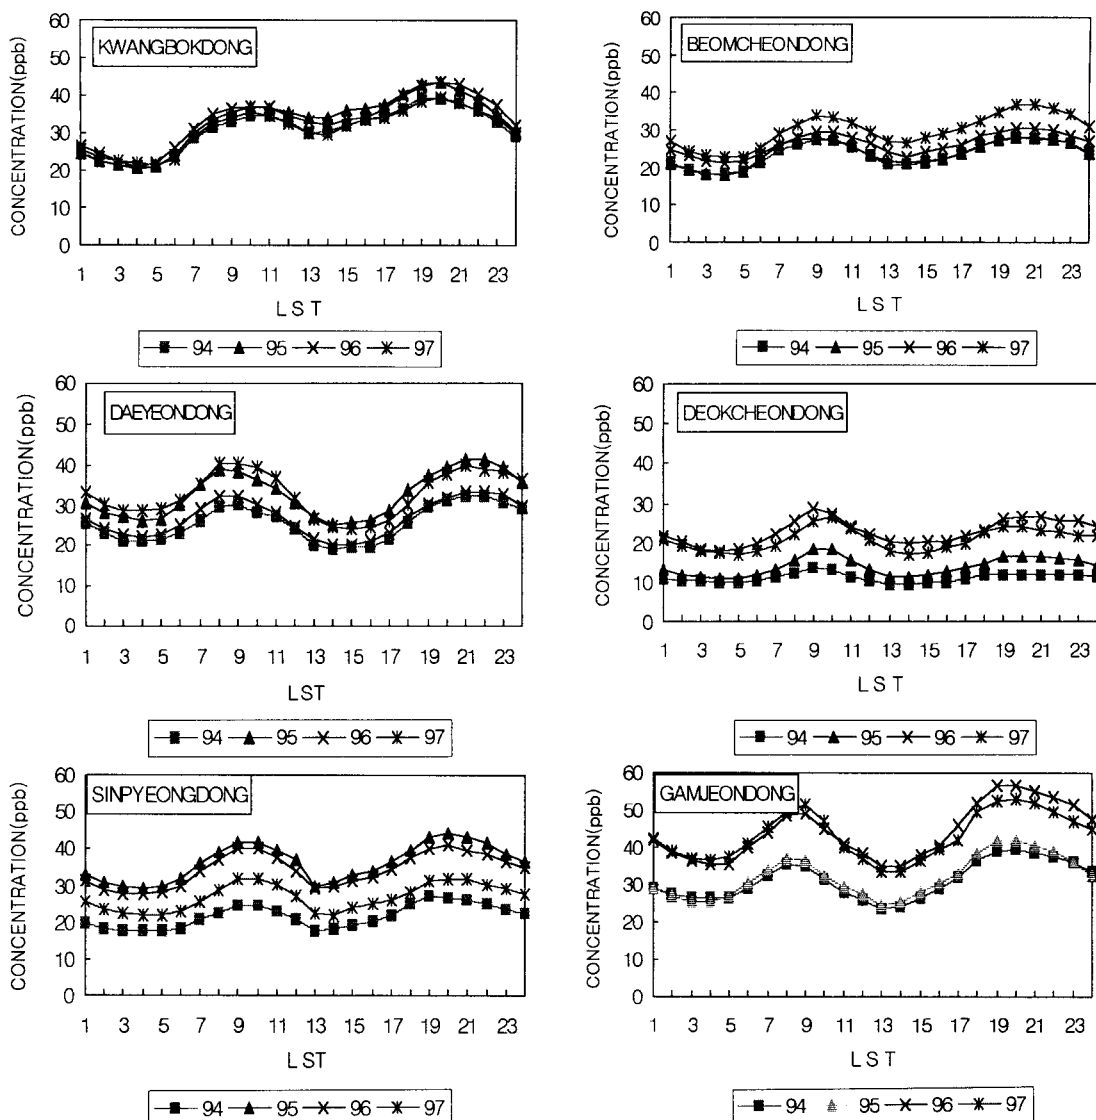 KWANGBOKDONG
CONCENTRATION(ppb)
60
50
40
30
20
10
0
1 3 5 7 9 11 13 15 17 19 21 23
L S T
94 95 96 97
BEOMCHEONDONG
CONCENTRATION(ppb)
60
50
40
30
20
10
0
1 3 5 7 9 11 13 15 17 19 21 23
L S T
94 95 96 97
DAEYEONDONG
CONCENTRATION(ppb)
60
50
40
30
20
10
0
1 3 5 7 9 11 13 15 17 19 21 23
LST
94 95 96 97
DEOKCHEONDONG
CONCENTRATION(ppb)
60
50
40
30
20
10
0
1 3 5 7 9 11 13 15 17 19 21 23
L S T
94 95 96 97
SINPYEONGDONG
CONCENTRATION(ppb)
60
50
40
30
20
10
0
1 3 5 7 9 11 13 15 17 19 21 23
LST
94 95 96 97
GAMJEONDONG
CONCENTRATION(ppb)
60
50
40
30
20
10
0
1 3 5 7 9 11 13 15 17 19 21 23
L S T
94 95 96 97